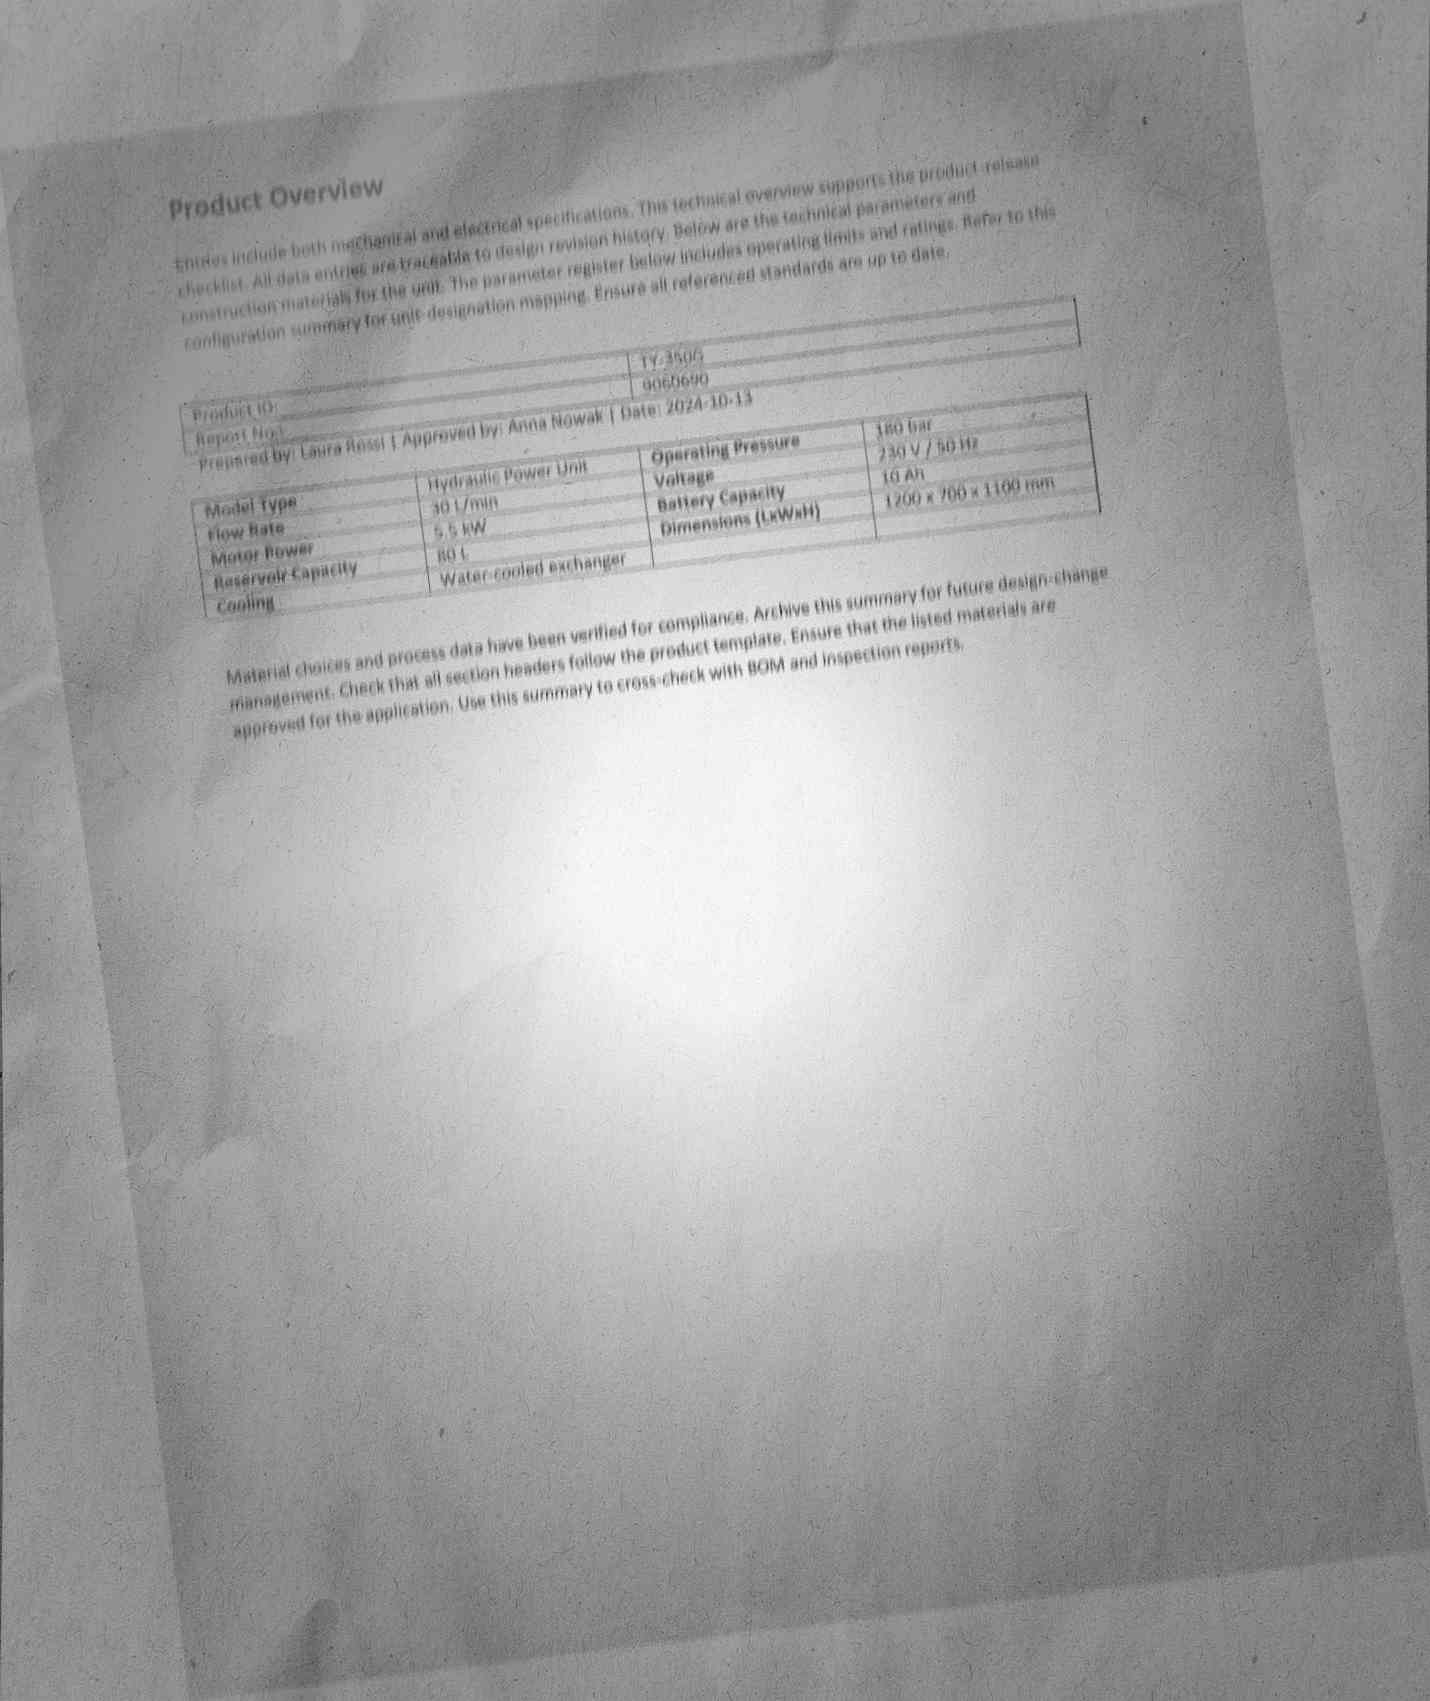 Product Overview
Entries include both mechanical and electrical specifications. This technical overview supports the product-release
checklist. All data entries are traceable to design revision history. Below are the technical parameters and
construction materials for the unit. The parameter register below includes operating limits and ratings. Refer to this
configuration summary for unit-designation mapping. Ensure all referenced standards are up to date.
Product ID: TY-350G
Report No.: 9060690
Prepared by: Laura Rossi | Approved by: Anna Nowak | Date: 2024-10-13
Model Type Hydraulic Power Unit Operating Pressure 180 bar
Flow Rate 30 L/min Voltage 230 V / 50 Hz
Motor Power 5.5 kW Battery Capacity 10 Ah
Reservoir Capacity 80 L Dimensions (LxWxH) 1200 x 700 x 1100 mm
Cooling Water-cooled exchanger
Material choices and process data have been verified for compliance. Archive this summary for future design-change
management. Check that all section headers follow the product template. Ensure that the listed materials are
approved for the application. Use this summary to cross-check with BOM and inspection reports.